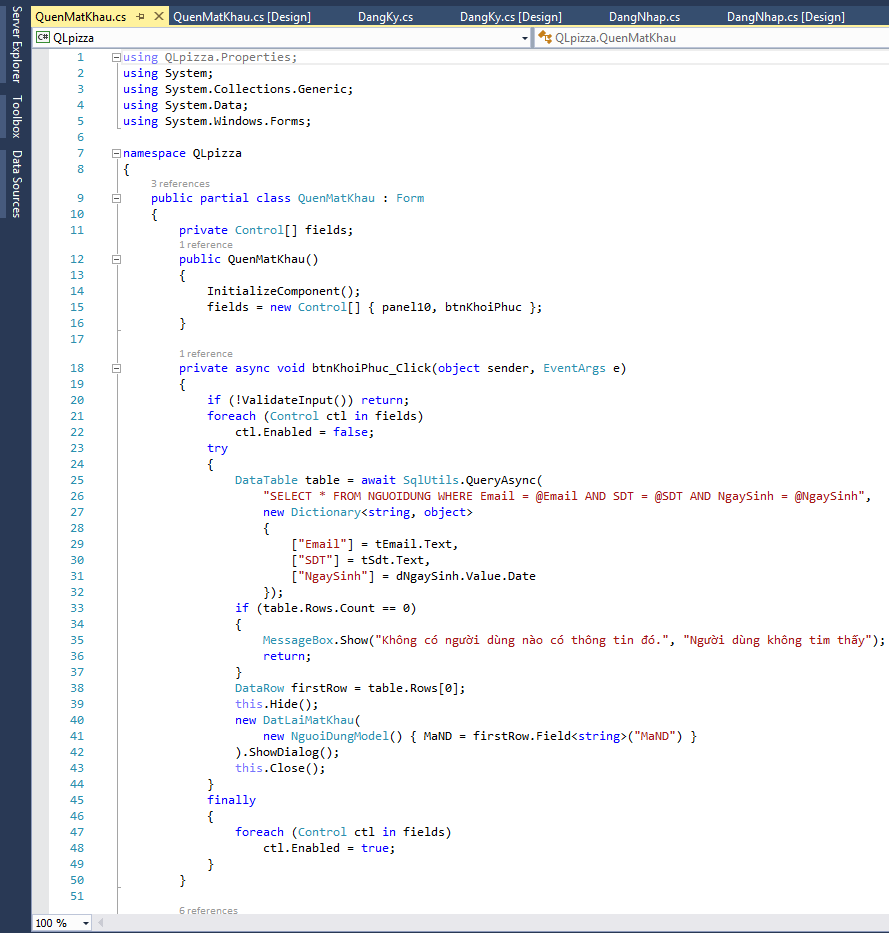 QuenMatKhau.cs QuenMatKhau.cs [Design] DangKy.cs DangKy.cs [Design] DangNhap.cs DangNhap.cs [Design]
Server Explorer
Toolbox
Data Sources
C# QLpizza QLpizza.QuenMatKhau
1 using QLpizza.Properties;
2 using System;
3 using System.Collections.Generic;
4 using System.Data;
5 using System.Windows.Forms;
6
7 namespace QLpizza
8 {
3 references
9 public partial class QuenMatKhau : Form
10 {
11 private Control[] fields;
1 reference
12 public QuenMatKhau()
13 {
14 InitializeComponent();
15 fields = new Control[] { panel10, btnKhoiPhuc };
16 }
17
1 reference
18 private async void btnKhoiPhuc_Click(object sender, EventArgs e)
19 {
20 if (!ValidateInput()) return;
21 foreach (Control ctl in fields)
22 ctl.Enabled = false;
23 try
24 {
25 DataTable table = await SqlUtils.QueryAsync(
26 "SELECT * FROM NGUOIDUNG WHERE Email = @Email AND SDT = @SDT AND NgaySinh = @NgaySinh",
27 new Dictionary<string, object>
28 {
29 ["Email"] = tEmail.Text,
30 ["SDT"] = tSdt.Text,
31 ["NgaySinh"] = dNgaySinh.Value.Date
32 });
33 if (table.Rows.Count == 0)
34 {
35 MessageBox.Show("Không có người dùng nào có thông tin đó.", "Người dùng không tìm thấy");
36 return;
37 }
38 DataRow firstRow = table.Rows[0];
39 this.Hide();
40 new DatLaiMatKhau(
41 new NguoiDungModel() { MaND = firstRow.Field<string>("MaND") }
42 ).ShowDialog();
43 this.Close();
44 }
45 finally
46 {
47 foreach (Control ctl in fields)
48 ctl.Enabled = true;
49 }
50 }
51
6 references
100 %